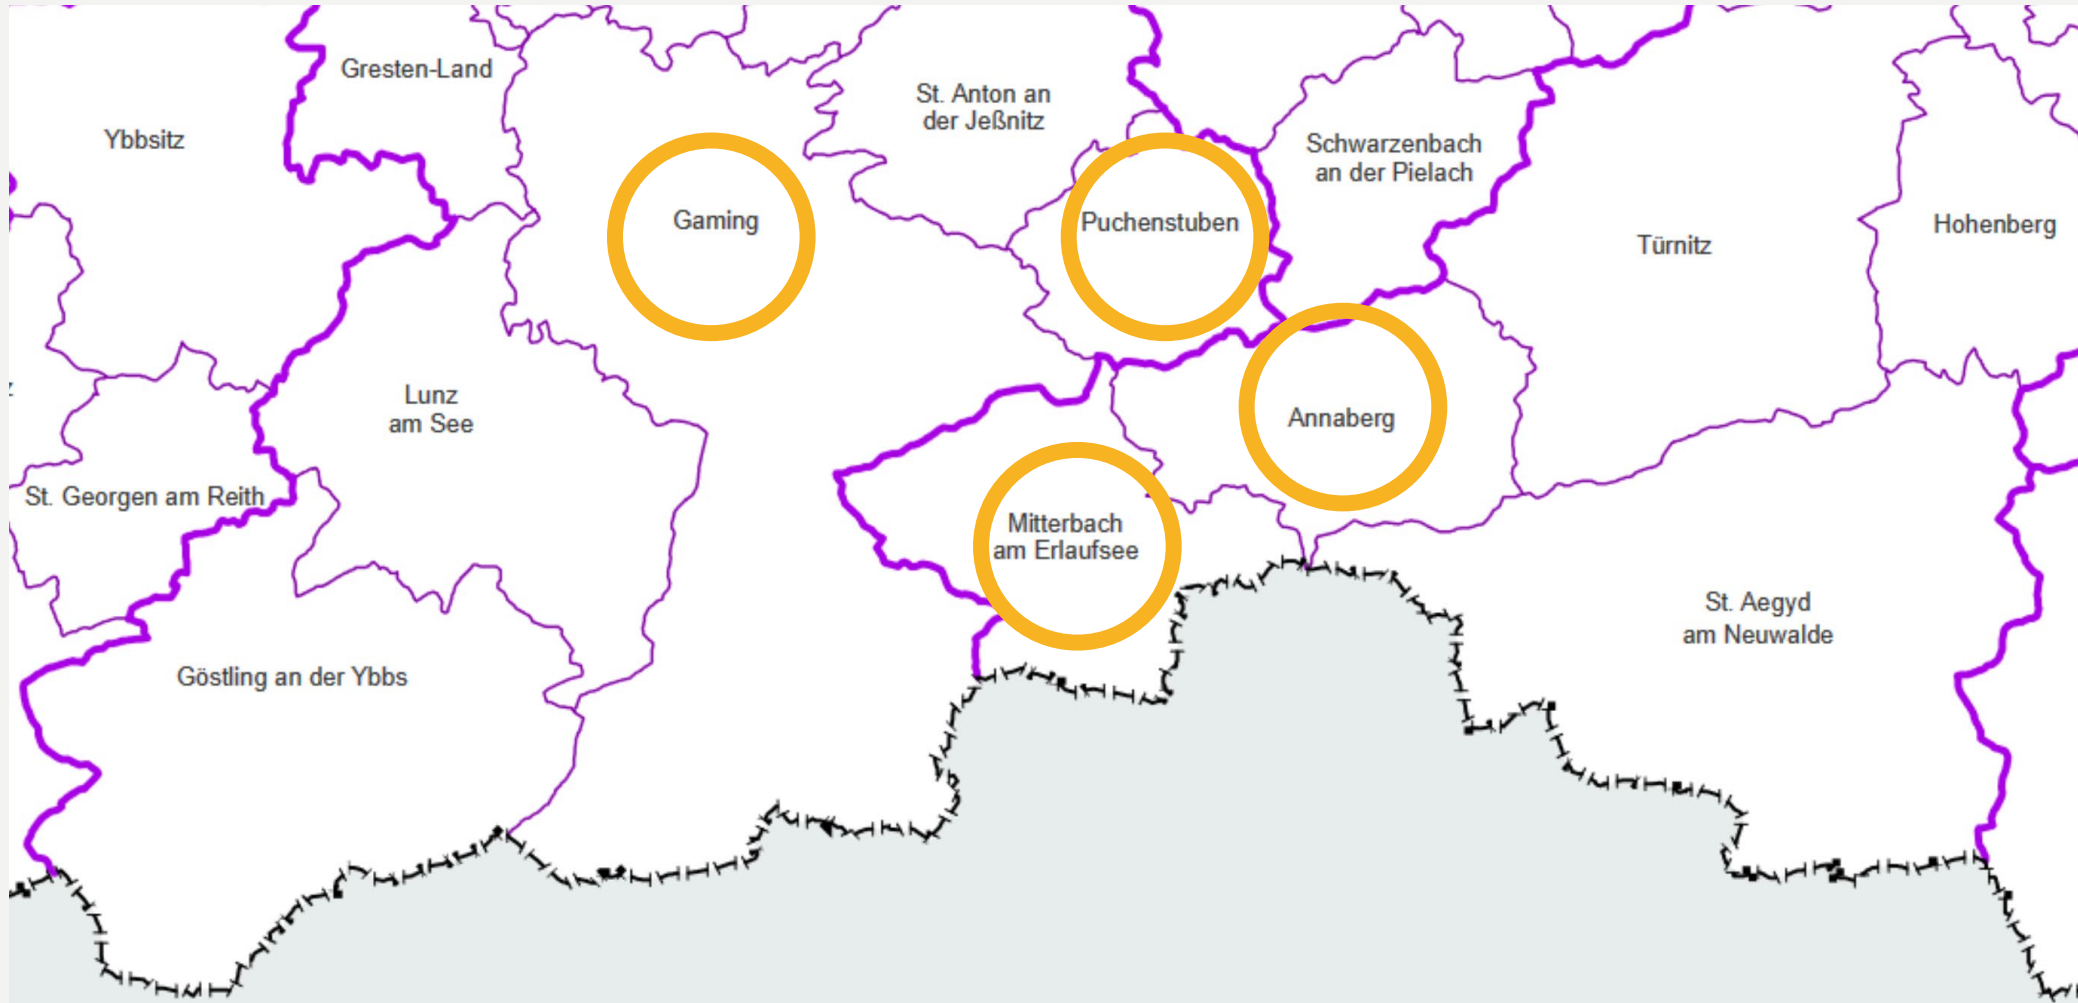 Gresten-Land
St. Anton an
der Jeßnitz
Ybbsitz
Schwarzenbach
an der Pielach
Gaming
Puchenstuben
Hohenberg
Türnitz
Lunz
am See
Annaberg
St. Georgen am Reith
Mitterbach
am Erlaufsee
St. Aegyd
am Neuwalde
Göstling an der Ybbs